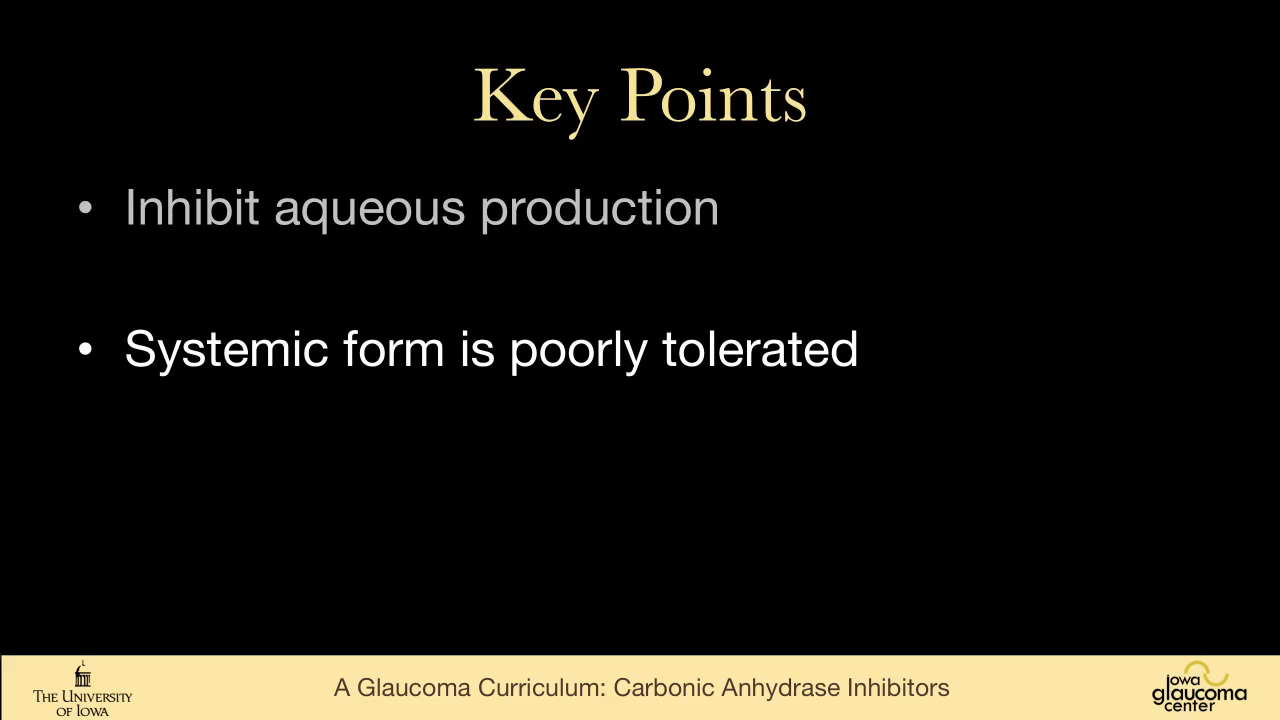 Key Points
• Inhibit aqueous production
• Systemic form is poorly tolerated
THE UNIVERSITY
OF IOWA
A Glaucoma Curriculum: Carbonic Anhydrase Inhibitors
iowa
glaucoma
center